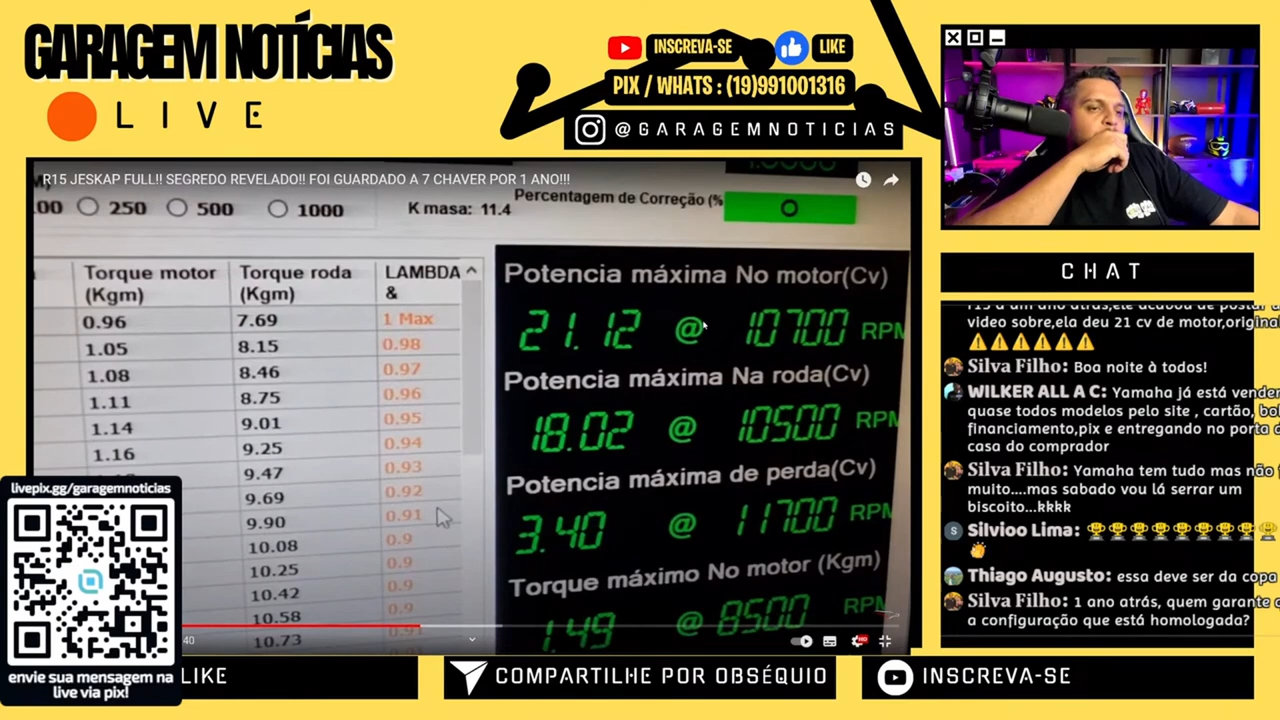 GARAGEM NOTÍCIAS
LIVE
INSCREVA-SE
LIKE
PIX / WHATS : (19)991001316
@GARAGEMNOTICIAS
R15 JESKAP FULL!! SEGREDO REVELADO!! FOI GUARDADO A 7 CHAVER POR 1 ANO!!!
00 250 500 1000
K masa: 11.4
Percentagem de Correção (%
0
Torque motor (Kgm) Torque roda (Kgm) LAMBDA &
0.96 7.69 1 Max
1.05 8.15 0.98
1.08 8.46 0.97
1.11 8.75 0.96
1.14 9.01 0.95
1.16 9.25 0.94
9.47 0.93
9.69 0.92
9.90 0.91
10.08 0.9
10.25 0.9
10.42 0.9
10.58 0.9
10.73
Potencia máxima No motor(Cv)
21.12 @ 10700 RPM
Potencia máxima Na roda(Cv)
18.02 @ 10500 RPM
Potencia máxima de perda(Cv)
3.40 @ 11700 RPM
Torque máximo No motor (Kgm)
1.49 @ 8500 RPM
40
HD
CHAT
video sobre,ela deu 21 cv de motor,origina
Silva Filho: Boa noite à todos!
WILKER ALL A C: Yamaha já está vender
quase todos modelos pelo site , cartão, bol
financiamento,pix e entregando no porta d
casa do comprador
Silva Filho: Yamaha tem tudo mas não
muito....mas sabado vou lá serrar um
biscoito...kkkk
S Silvioo Lima:
Thiago Augusto: essa deve ser da copa
Silva Filho: 1 ano atrás, quem garante
a configuração que está homologada?
livepix.gg/garagemnoticias
envie sua mensagem na
live via pix!
LIKE
COMPARTILHE POR OBSÉQUIO
INSCREVA-SE